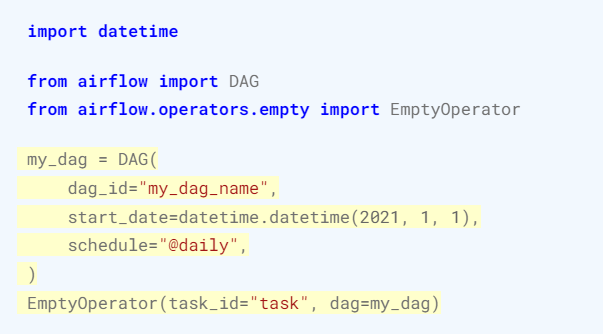 import datetime
from airflow import DAG
from airflow.operators.empty import EmptyOperator
my_dag = DAG(
    dag_id="my_dag_name",
    start_date=datetime.datetime(2021, 1, 1),
    schedule="@daily",
)
EmptyOperator(task_id="task", dag=my_dag)